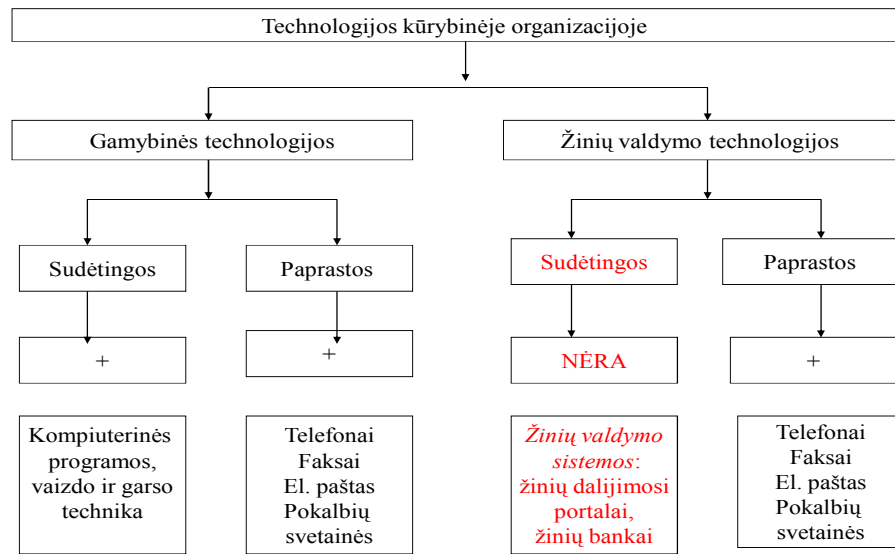 Technologijos kūrybinėje organizacijoje
Gamybinės technologijos
Žinių valdymo technologijos
Sudėtingos
Paprastos
Sudėtingos
Paprastos
+
+
NĖRA
+
Kompiuterinės
programos,
vaizdo ir garso
technika
Telefonai
Faksai
El. paštas
Pokalbių
svetainės
Žinių valdymo
sistemos:
žinių dalijimosi
portalai,
žinių bankai
Telefonai
Faksai
El. paštas
Pokalbių
svetainės